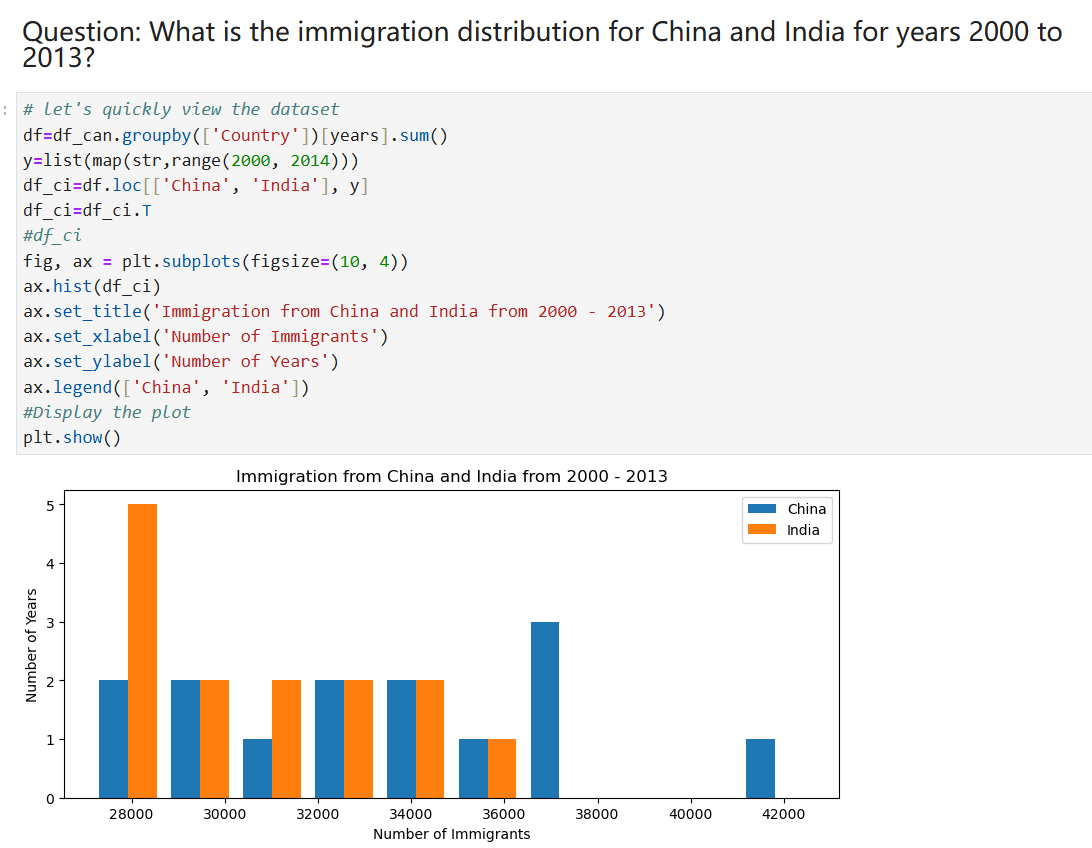 Question: What is the immigration distribution for China and India for years 2000 to
2013?
:
# let's quickly view the dataset
df=df_can.groupby(['Country'])[years].sum()
y=list(map(str,range(2000, 2014)))
df_ci=df.loc[['China', 'India'], y]
df_ci=df_ci.T
#df_ci
fig, ax = plt.subplots(figsize=(10, 4))
ax.hist(df_ci)
ax.set_title('Immigration from China and India from 2000 - 2013')
ax.set_xlabel('Number of Immigrants')
ax.set_ylabel('Number of Years')
ax.legend(['China', 'India'])
#Display the plot
plt.show()
Immigration from China and India from 2000 - 2013
China
India
Number of Years
5
4
3
2
1
0
28000 30000 32000 34000 36000 38000 40000 42000
Number of Immigrants